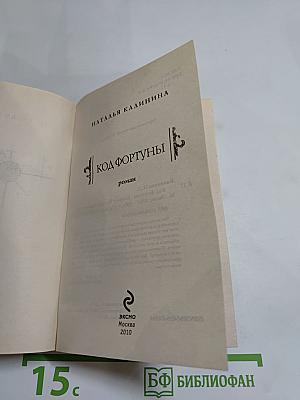 НАТАЛЬЯ КАЛИНИНА
КОД ФОРТУНЫ
роман
ЭКСМО
Москва
2010
15с
БФ БИБЛИОФАН